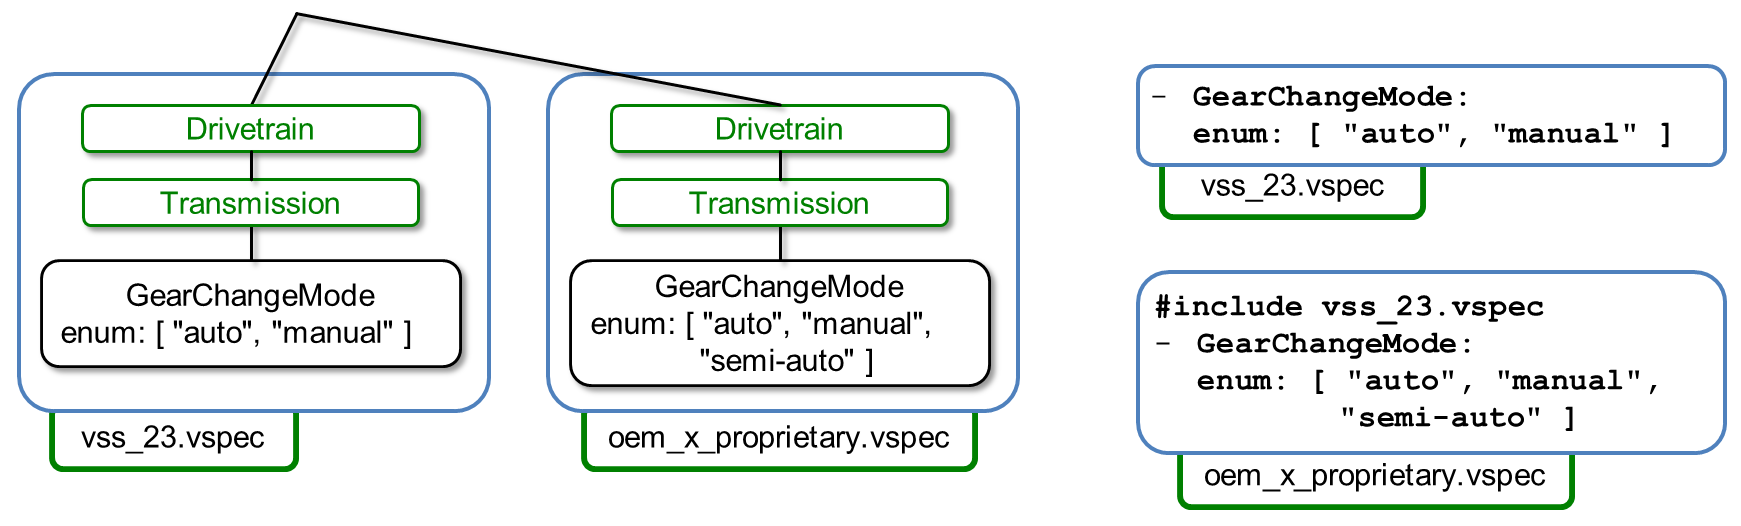 Drivetrain
Transmission
GearChangeMode
enum: [ "auto", "manual" ]
vss_23.vspec
Drivetrain
Transmission
GearChangeMode
enum: [ "auto", "manual",
"semi-auto" ]
oem_x_proprietary.vspec
- GearChangeMode:
enum: [ "auto", "manual" ]
vss_23.vspec
#include vss_23.vspec
- GearChangeMode:
enum: [ "auto", "manual",
"semi-auto" ]
oem_x_proprietary.vspec